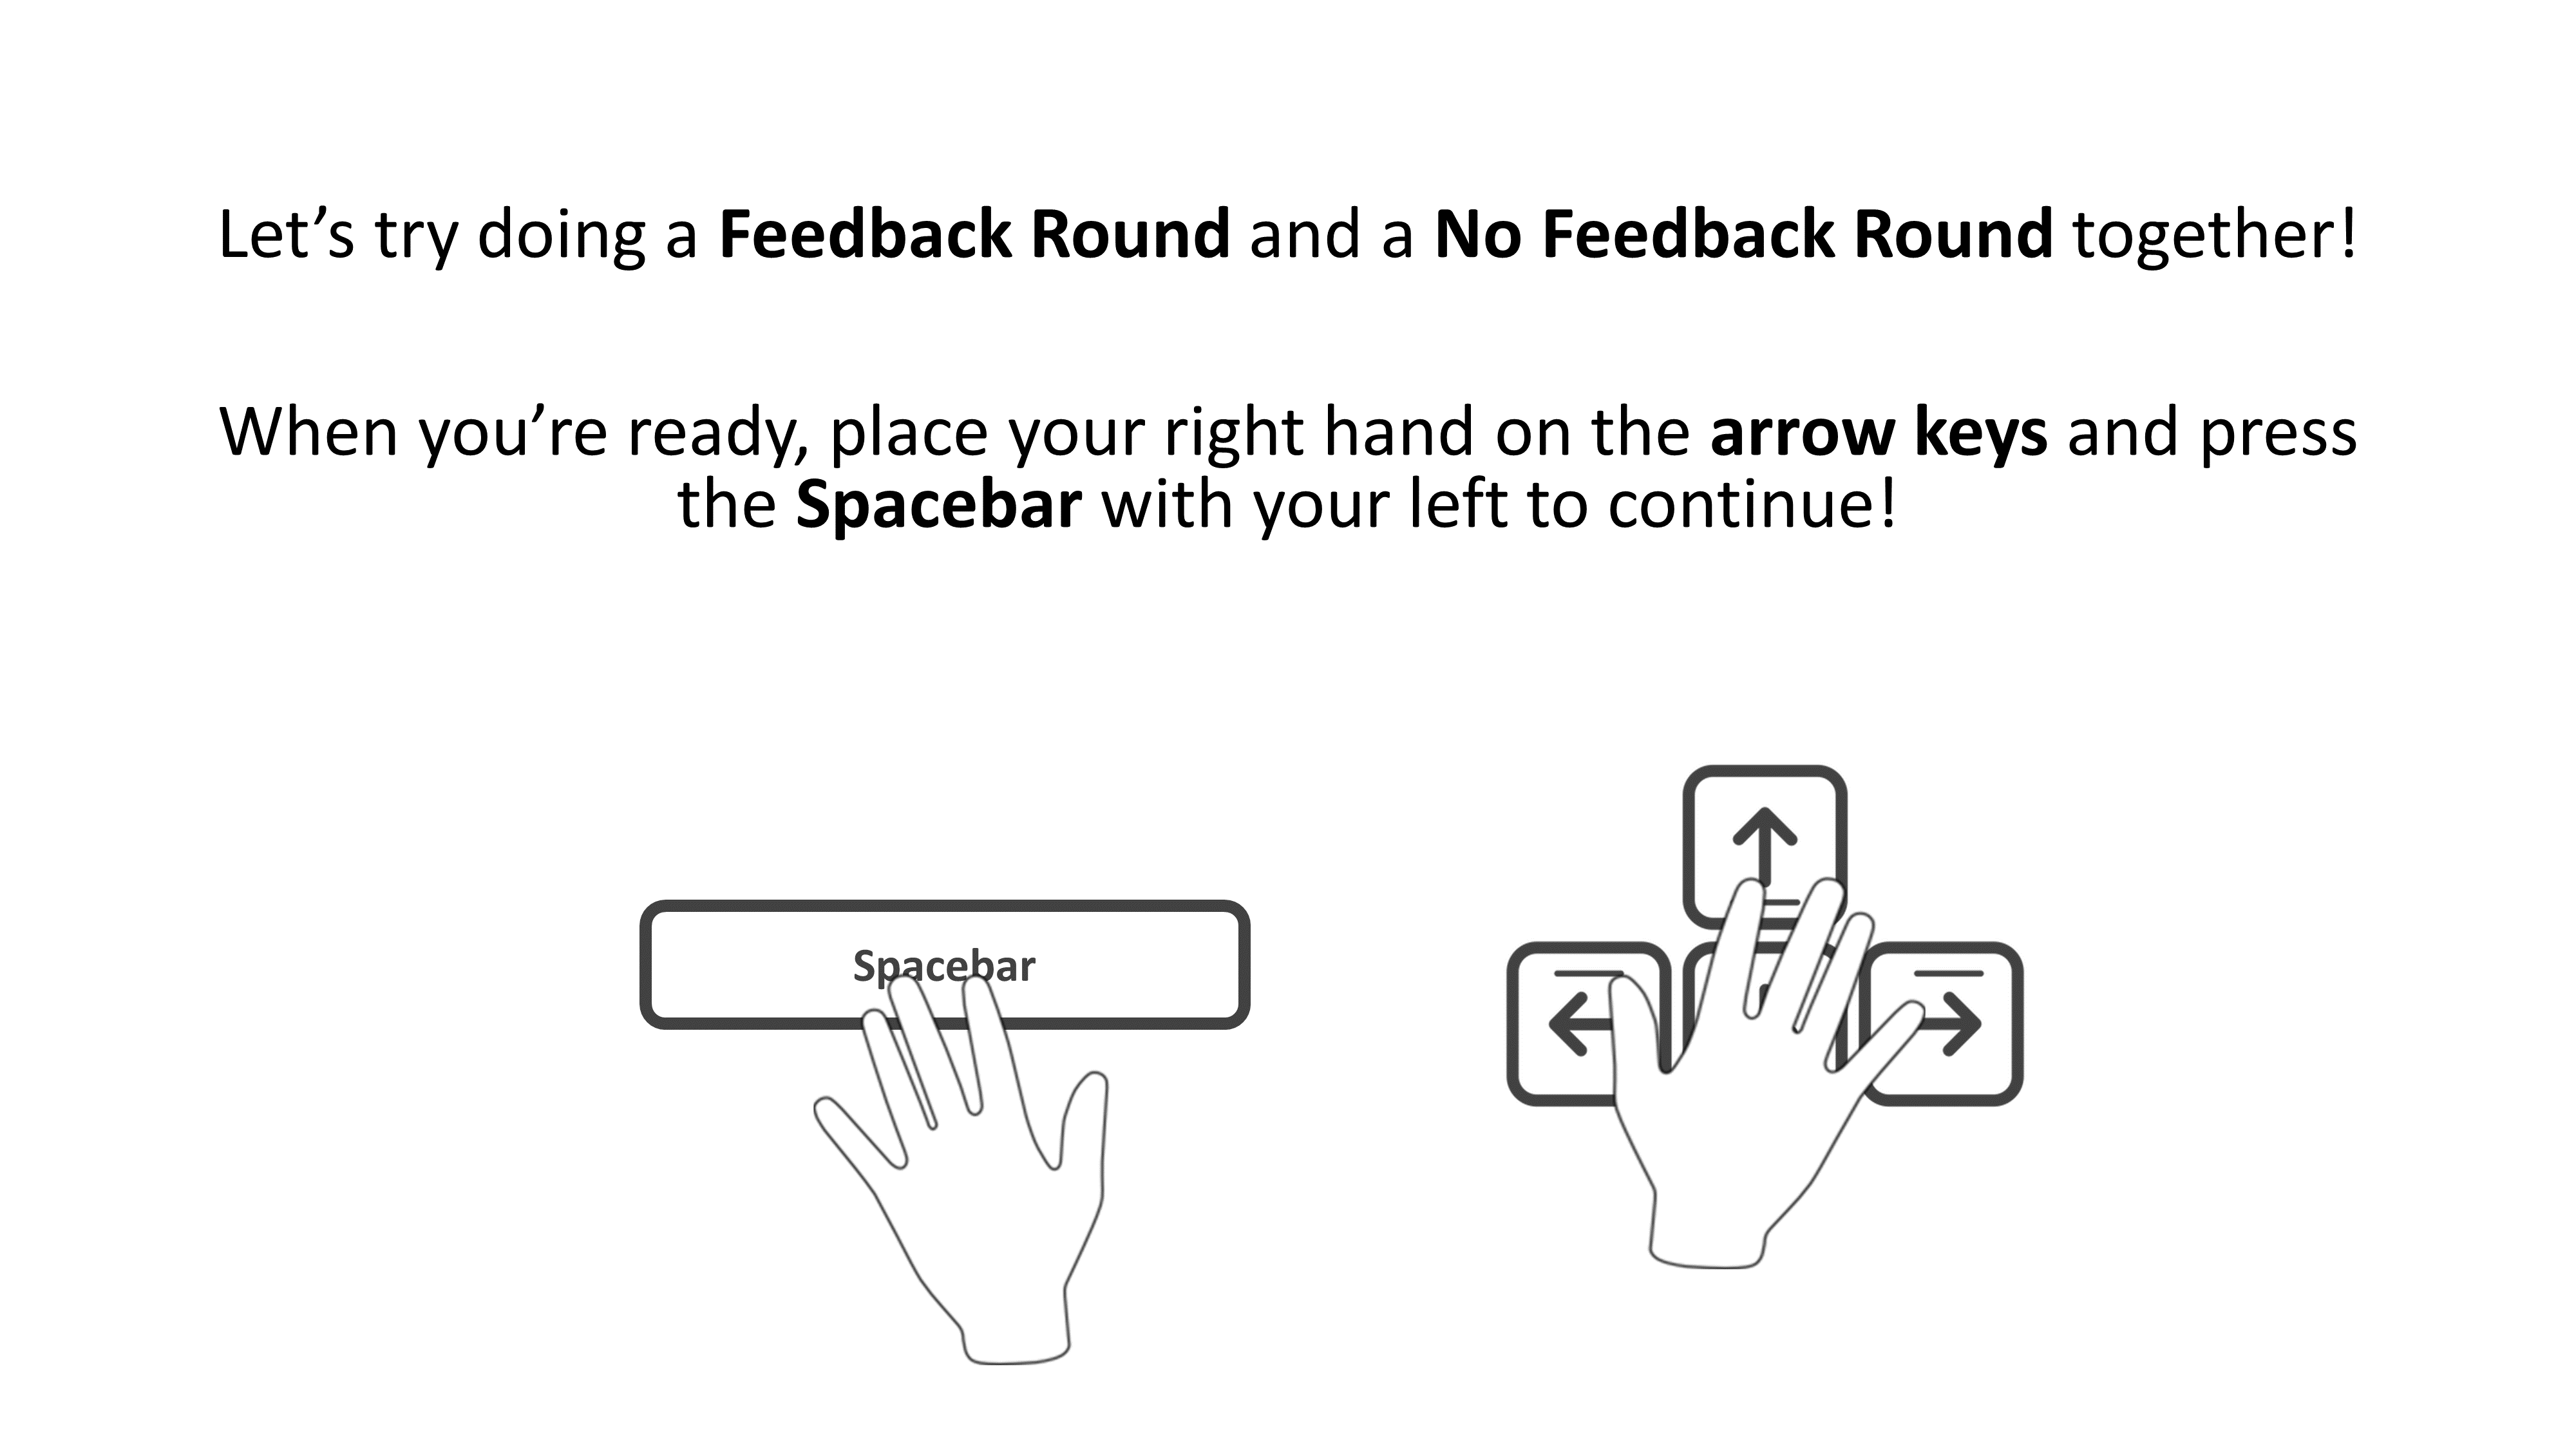 Let’s try doing a Feedback Round and a No Feedback Round together!
When you’re ready, place your right hand on the arrow keys and press
the Spacebar with your left to continue!
Spacebar